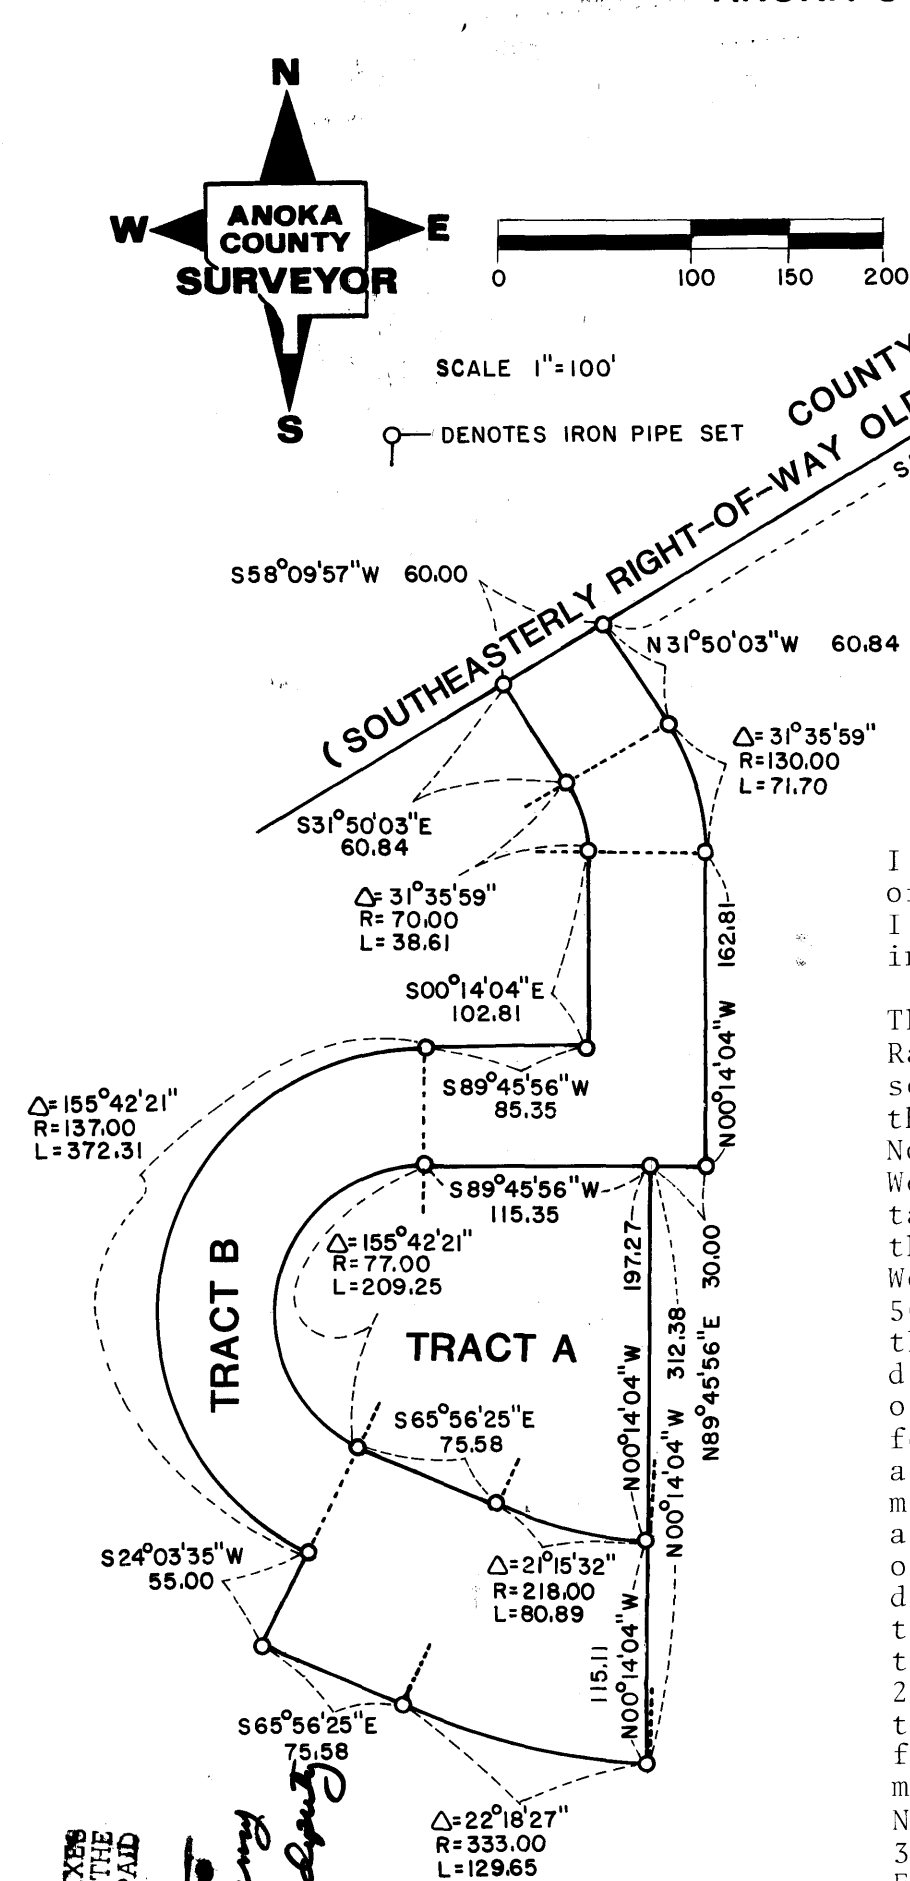 N
W
ANOKA
COUNTY
SURVEYOR
E
S
0 100 150 200
SCALE 1"=100'
DENOTES IRON PIPE SET
COUNTY
(SOUTHEASTERLY RIGHT-OF-WAY OLD
S58°09'57"W 60.00
N31°50'03"W 60.84
Δ=31°35'59"
R=130.00
L=71.70
S31°50'03"E
60.84
Δ=31°35'59"
R=70.00
L=38.61
162.81
N00°14'04"W
S00°14'04"E
102.81
S89°45'56"W
85.35
Δ=155°42'21"
R=137.00
L=372.31
S89°45'56"W
115.35
Δ=155°42'21"
R=77.00
L=209.25
TRACT B
TRACT A
N00°14'04"W 197.27
N00°14'04"W 312.38
N89°45'56"E 30.00
S65°56'25"E
75.58
S24°03'35"W
55.00
Δ=21°15'32"
R=218.00
L=80.89
115.11
N00°14'04"W
S65°56'25"E
75.58
Δ=22°18'27"
R=333.00
L=129.65
THE